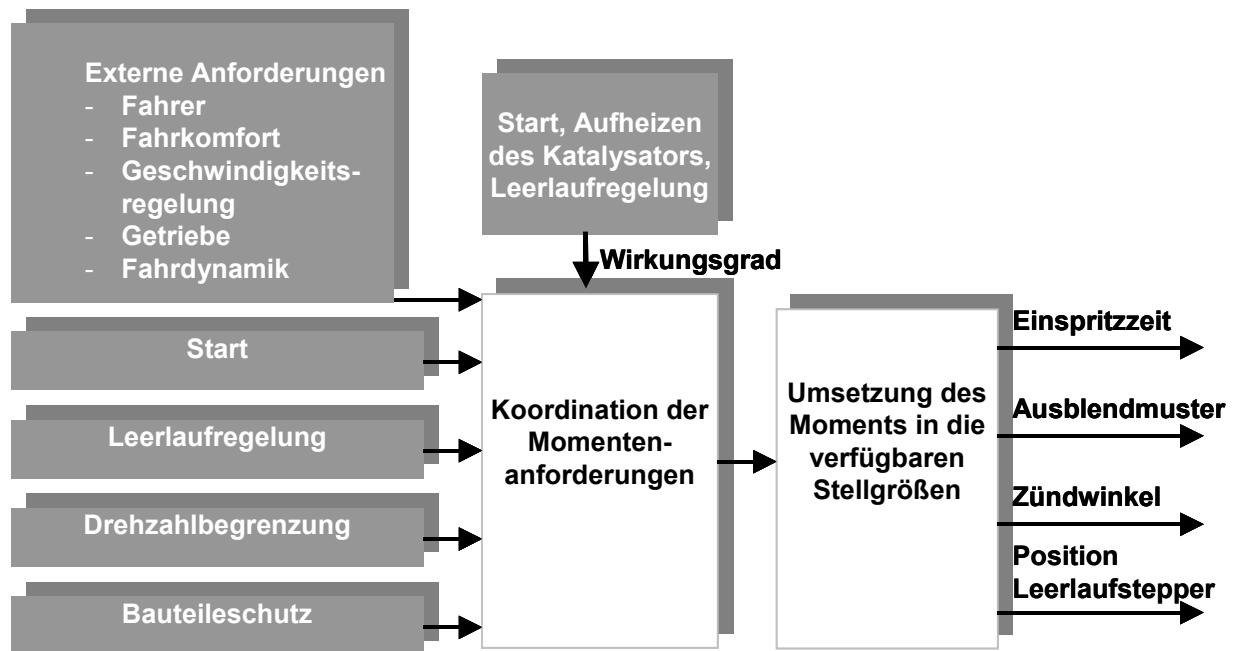 Externe Anforderungen
- Fahrer
- Fahrkomfort
- Geschwindigkeits-
regelung
- Getriebe
- Fahrdynamik
Start, Aufheizen
des Katalysators,
Leerlaufregelung
Wirkungsgrad
Start
Leerlaufregelung
Drehzahlbegrenzung
Bauteileschutz
Koordination der
Momenten-
anforderungen
Umsetzung des
Moments in die
verfügbaren
Stellgrößen
Einspritzzeit
Ausblendmuster
Zündwinkel
Position
Leerlaufstepper